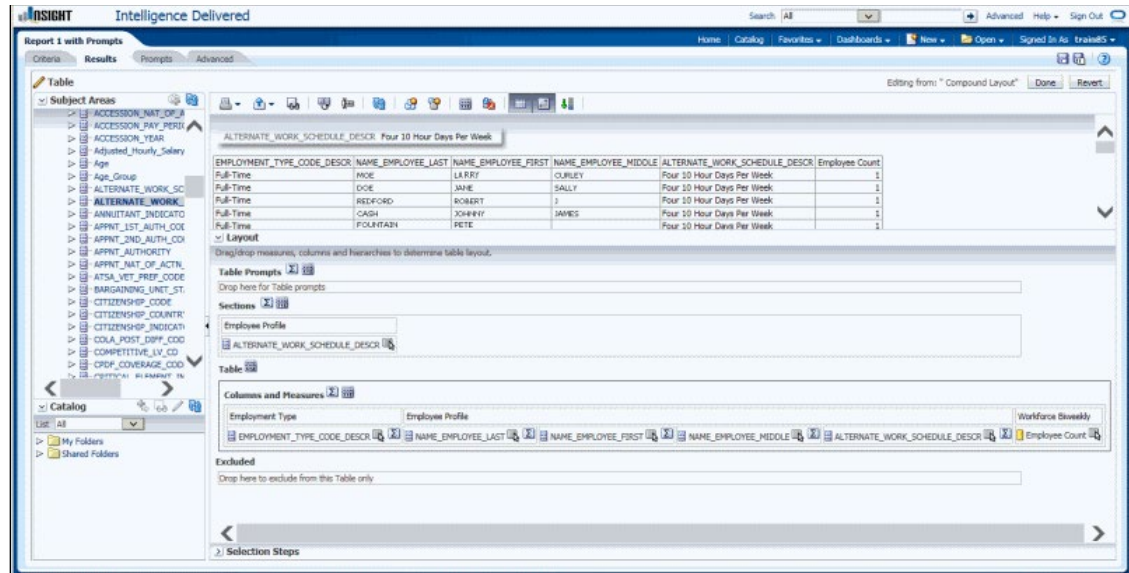 INSIGHT Intelligence Delivered Search All Advanced Help Sign Out
Report 1 with Prompts Home Catalog Favorites Dashboards New Open Signed In As train85
Criteria Results Prompts Advanced
Table Editing from: " Compound Layout" Done Revert
Subject Areas
ACCESSION_NAT_OF_A
ACCESSION_PAY_PERIO
ACCESSION_YEAR
Adjusted_Hourly_Salary
Age
Age_Group
ALTERNATE_WORK_SC
ALTERNATE_WORK_
ANNUITANT_INDICATO
APPNT_1ST_AUTH_COD
APPNT_2ND_AUTH_COD
APPNT_AUTHORITY
APPNT_NAT_OF_ACTN_
ATSA_VET_PREF_CODE
BARGAINING_UNIT_ST
CITIZENSHIP_CODE
CITIZENSHIP_COUNTR
CITIZENSHIP_INDICAT
COLA_POST_DIFF_COD
COMPETITIVE_LV_CD
CPDF_COVERAGE_COD
CRITICAL_ELEMENT_IN
Catalog
List All
My Folders
Shared Folders
ALTERNATE_WORK_SCHEDULE_DESCR Four 10 Hour Days Per Week
EMPLOYMENT_TYPE_CODE_DESCR NAME_EMPLOYEE_LAST NAME_EMPLOYEE_FIRST NAME_EMPLOYEE_MIDDLE ALTERNATE_WORK_SCHEDULE_DESCR Employee Count
Full-Time MOE LARRY CURLEY Four 10 Hour Days Per Week 1
Full-Time DOE JANE SALLY Four 10 Hour Days Per Week 1
Full-Time REDFORD ROBERT J Four 10 Hour Days Per Week 1
Full-Time CASH JOHNNY JAMES Four 10 Hour Days Per Week 1
Full-Time FOUNTAIN PETE Four 10 Hour Days Per Week 1
Layout
Drag/drop measures, columns and hierarchies to determine table layout.
Table Prompts
Drop here for Table prompts
Sections
Employee Profile
ALTERNATE_WORK_SCHEDULE_DESCR
Table
Columns and Measures
Employment Type Employee Profile Workforce Biweekly
EMPLOYMENT_TYPE_CODE_DESCR NAME_EMPLOYEE_LAST NAME_EMPLOYEE_FIRST NAME_EMPLOYEE_MIDDLE ALTERNATE_WORK_SCHEDULE_DESCR Employee Count
Excluded
Drop here to exclude from this Table only
Selection Steps